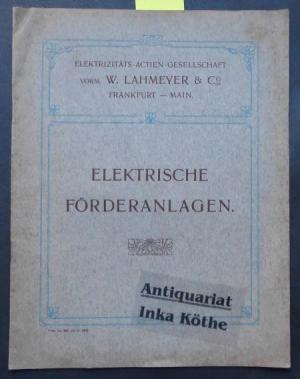 ELEKTRIZITÄTS-ACTIEN-GESELLSCHAFT
VORM. W. LAHMEYER & Co
FRANKFURT — MAIN.
ELEKTRISCHE
FÖRDERANLAGEN.
Antiquariat
Inka Köthe